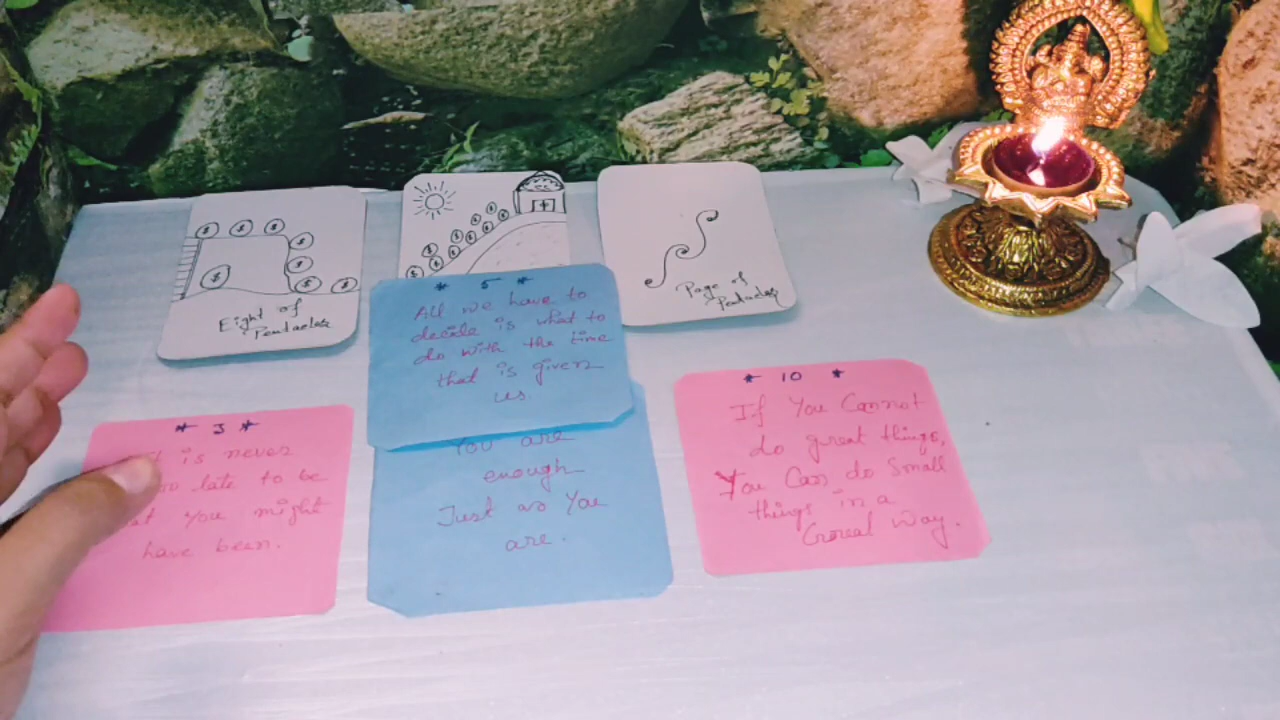 Eight of
Pentacles
Page of
Pentacles
* 5 *
All we have to
decide is what to
do with the time
that is given
us.
* 3 *
It is never
late to be
you might
have been.
You are
enough
Just as You
are.
* 10 *
If You Cannot
do great things,
You Can do Small
things in a
Great Way.